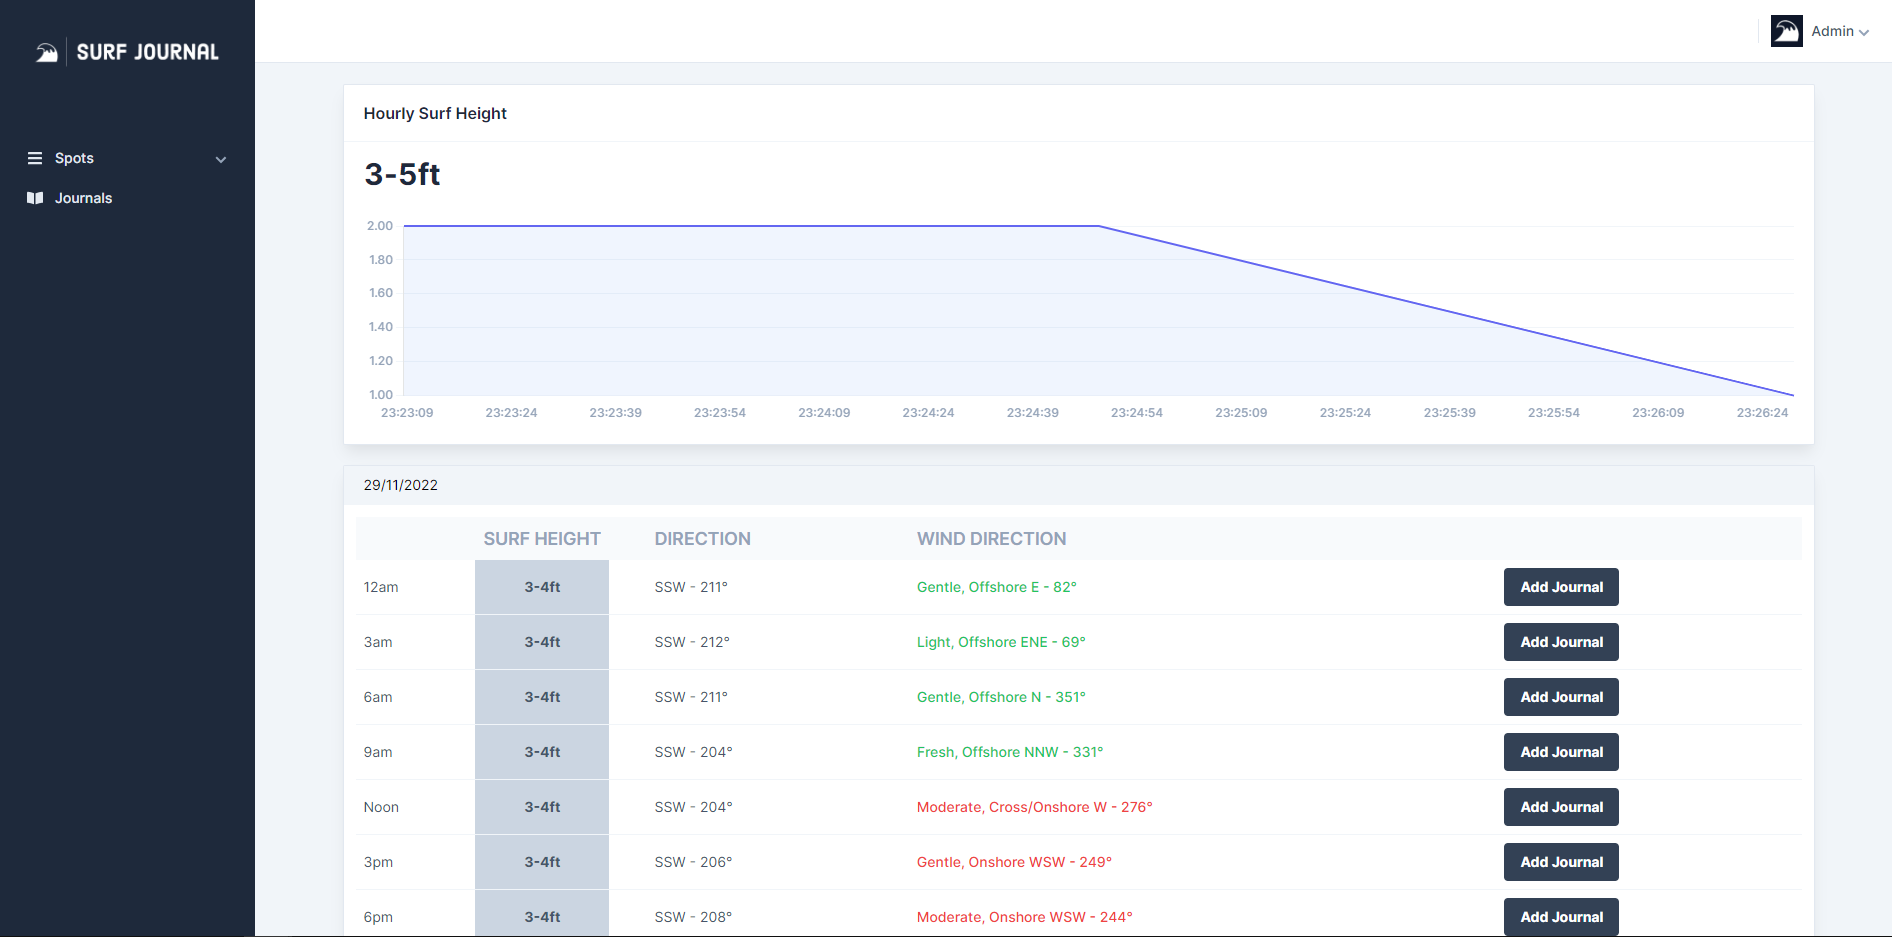 SURF JOURNAL
Admin
Spots
Journals
Hourly Surf Height
3-5ft
2.00
1.80
1.60
1.40
1.20
1.00
23:23:09 23:23:24 23:23:39 23:23:54 23:24:09 23:24:24 23:24:39 23:24:54 23:25:09 23:25:24 23:25:39 23:25:54 23:26:09 23:26:24
29/11/2022
SURF HEIGHT DIRECTION WIND DIRECTION
12am 3-4ft SSW - 211° Gentle, Offshore E - 82° Add Journal
3am 3-4ft SSW - 212° Light, Offshore ENE - 69° Add Journal
6am 3-4ft SSW - 211° Gentle, Offshore N - 351° Add Journal
9am 3-4ft SSW - 204° Fresh, Offshore NNW - 331° Add Journal
Noon 3-4ft SSW - 204° Moderate, Cross/Onshore W - 276° Add Journal
3pm 3-4ft SSW - 206° Gentle, Onshore WSW - 249° Add Journal
6pm 3-4ft SSW - 208° Moderate, Onshore WSW - 244° Add Journal